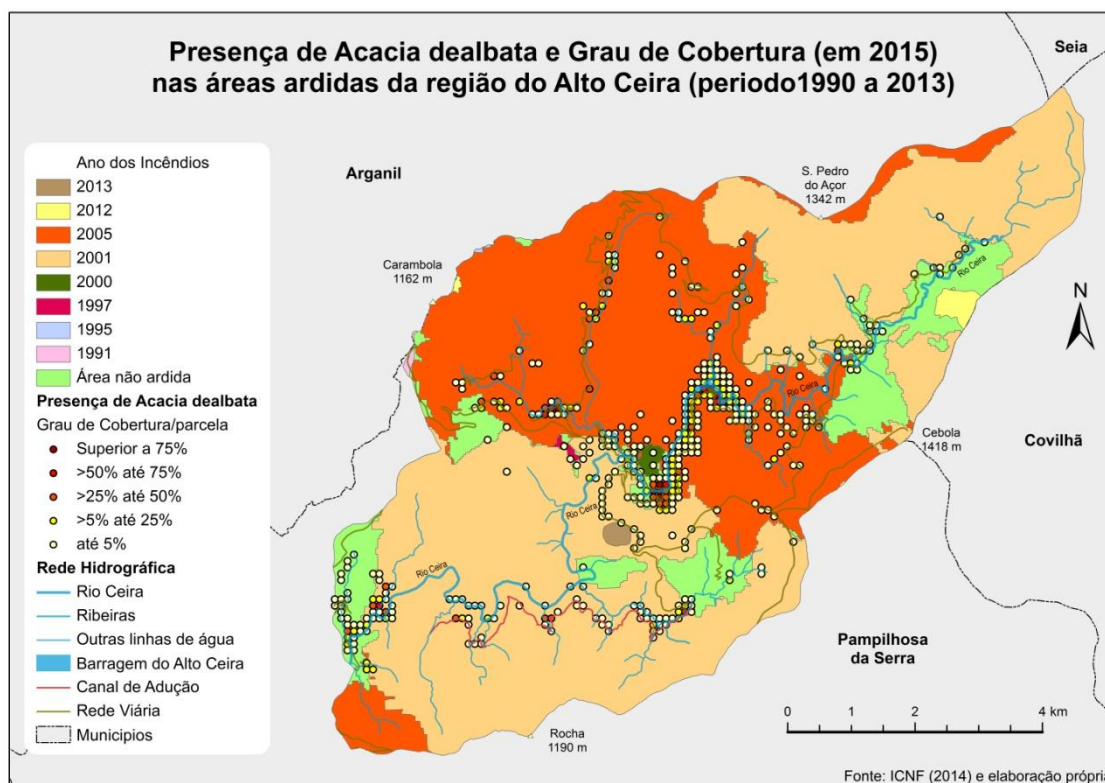 Presença de Acacia dealbata e Grau de Cobertura (em 2015)
nas áreas ardidas da região do Alto Ceira (periodo1990 a 2013)
Seia
Arganil
S. Pedro
do Açor
1342 m
Carambola
1162 m
Rio Ceira
N
Rio Ceira
Cebola
1418 m
Covilhã
Rio Ceira
Rio Ceira
Pampilhosa
da Serra
Rocha
1190 m
Ano dos Incêndios
2013
2012
2005
2001
2000
1997
1995
1991
Área não ardida
Presença de Acacia dealbata
Grau de Cobertura/parcela
Superior a 75%
>50% até 75%
>25% até 50%
>5% até 25%
até 5%
Rede Hidrográfica
Rio Ceira
Ribeiras
Outras linhas de água
Barragem do Alto Ceira
Canal de Adução
Rede Viária
Municipios
0 1 2 4 km
Fonte: ICNF (2014) e elaboração própria